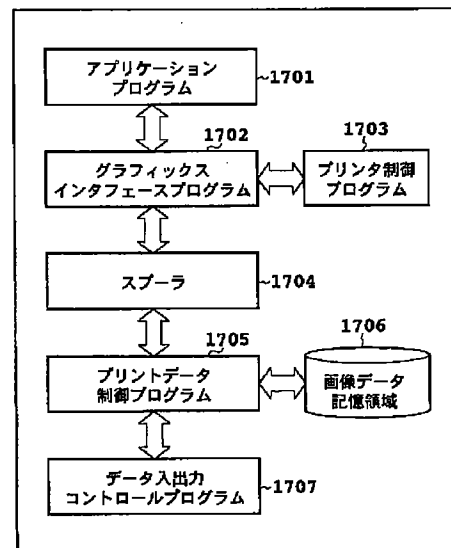 アプリケーション
プログラム
1701
1702
グラフィックス
インタフェースプログラム
1703
プリンタ制御
プログラム
スプーラ
1704
1705
プリントデータ
制御プログラム
1706
画像データ
記憶領域
データ入出力
コントロールプログラム
1707